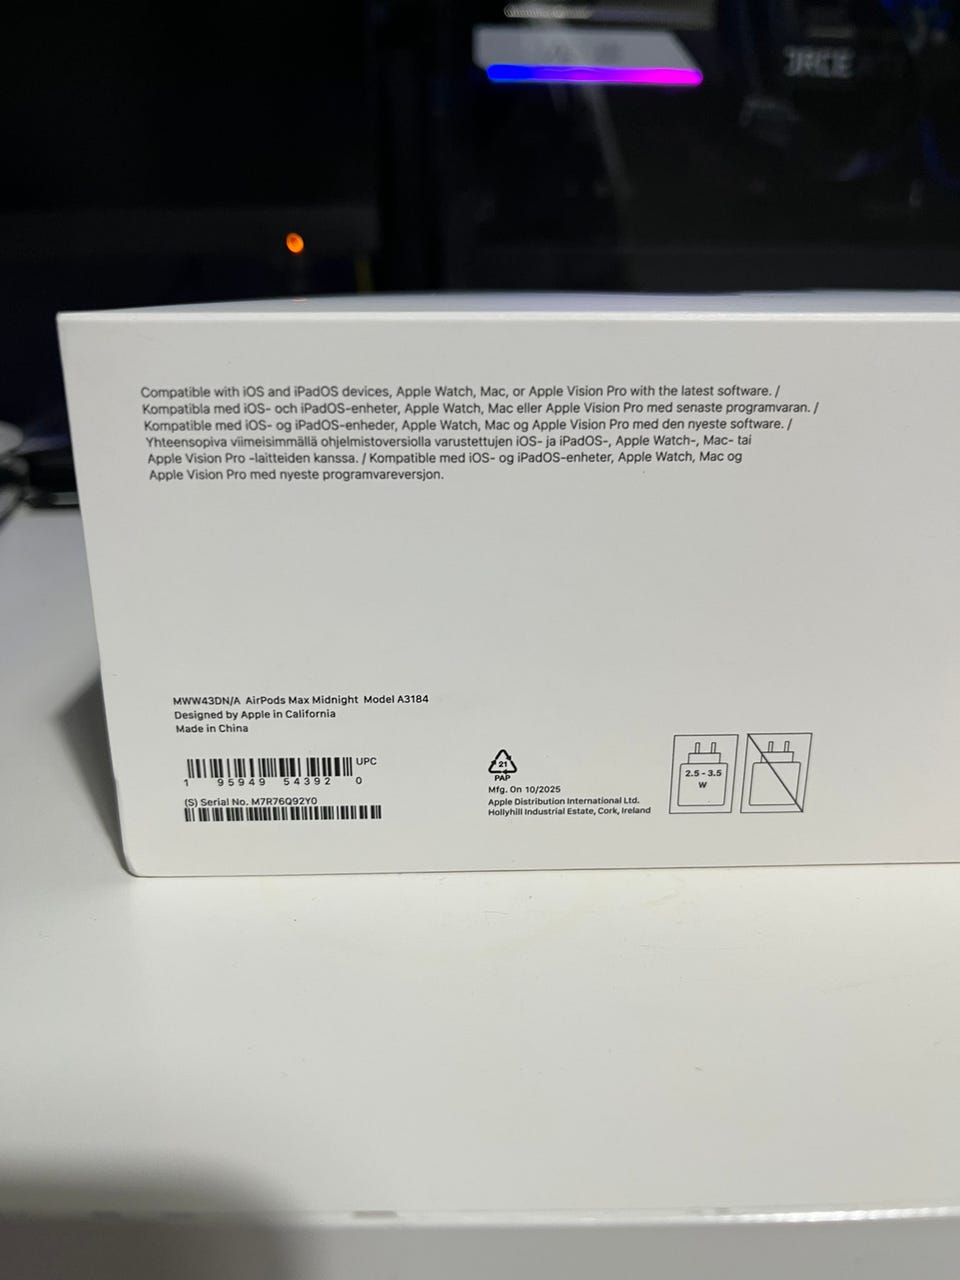 Compatible with iOS and iPadOS devices, Apple Watch, Mac, or Apple Vision Pro with the latest software. /
Kompatibla med iOS- och iPadOS-enheter, Apple Watch, Mac eller Apple Vision Pro med senaste programvaran. /
Kompatible med iOS- og iPadOS-enheder, Apple Watch, Mac og Apple Vision Pro med den nyeste software. /
Yhteensopiva viimeisimmällä ohjelmistoversiolla varustettujen iOS- ja iPadOS-, Apple Watch-, Mac- tai
Apple Vision Pro -laitteiden kanssa. / Kompatible med iOS- og iPadOS-enheter, Apple Watch, Mac og
Apple Vision Pro med nyeste programvareversjon.
MWW43DN/A AirPods Max Midnight Model A3184
Designed by Apple in California
Made in China
UPC
1 95949 54392 0
(S) Serial No. M7R76Q92Y0
21
PAP
Mfg. On 10/2025
Apple Distribution International Ltd.
Hollyhill Industrial Estate, Cork, Ireland
2.5 - 3.5
W